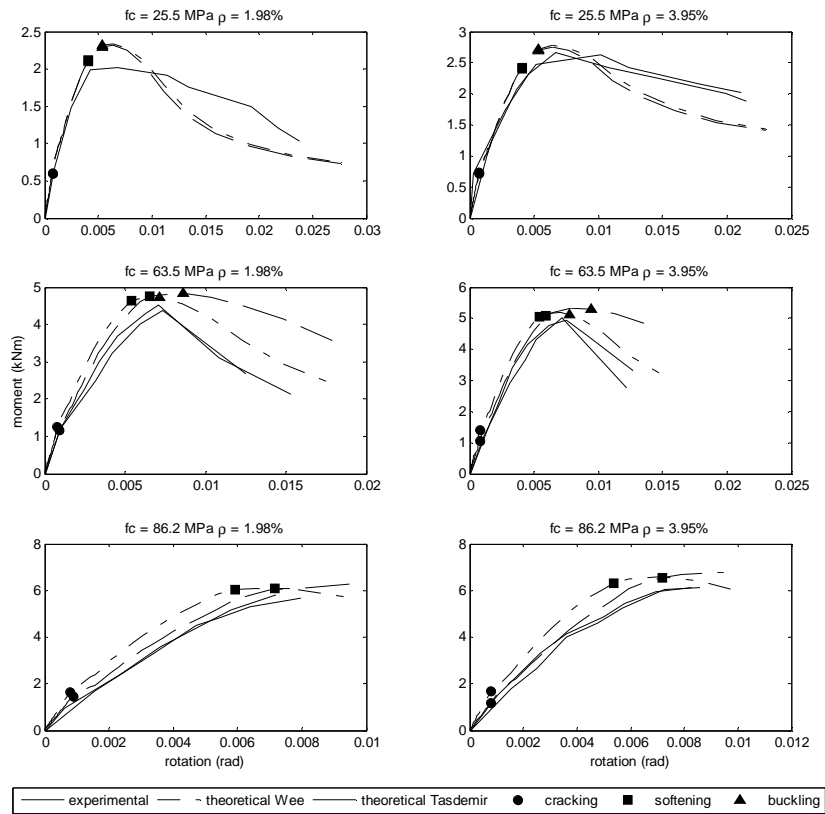 fc = 25.5 MPa ρ = 1.98%
3
2.5
2
1.5
1
0.5
0
0 0.005 0.01 0.015 0.02 0.025 0.03
fc = 25.5 MPa ρ = 3.95%
3
2.5
2
1.5
1
0.5
0
0 0.005 0.01 0.015 0.02 0.025
fc = 63.5 MPa ρ = 1.98%
moment (kNm)
5
4
3
2
1
0
0 0.005 0.01 0.015 0.02
fc = 63.5 MPa ρ = 3.95%
6
5
4
3
2
1
0
0 0.005 0.01 0.015 0.02 0.025
fc = 86.2 MPa ρ = 1.98%
8
6
4
2
0
0 0.002 0.004 0.006 0.008 0.01
rotation (rad)
fc = 86.2 MPa ρ = 3.95%
8
6
4
2
0
0 0.002 0.004 0.006 0.008 0.01 0.012
rotation (rad)
experimental theoretical Wee theoretical Tasdemir cracking softening buckling